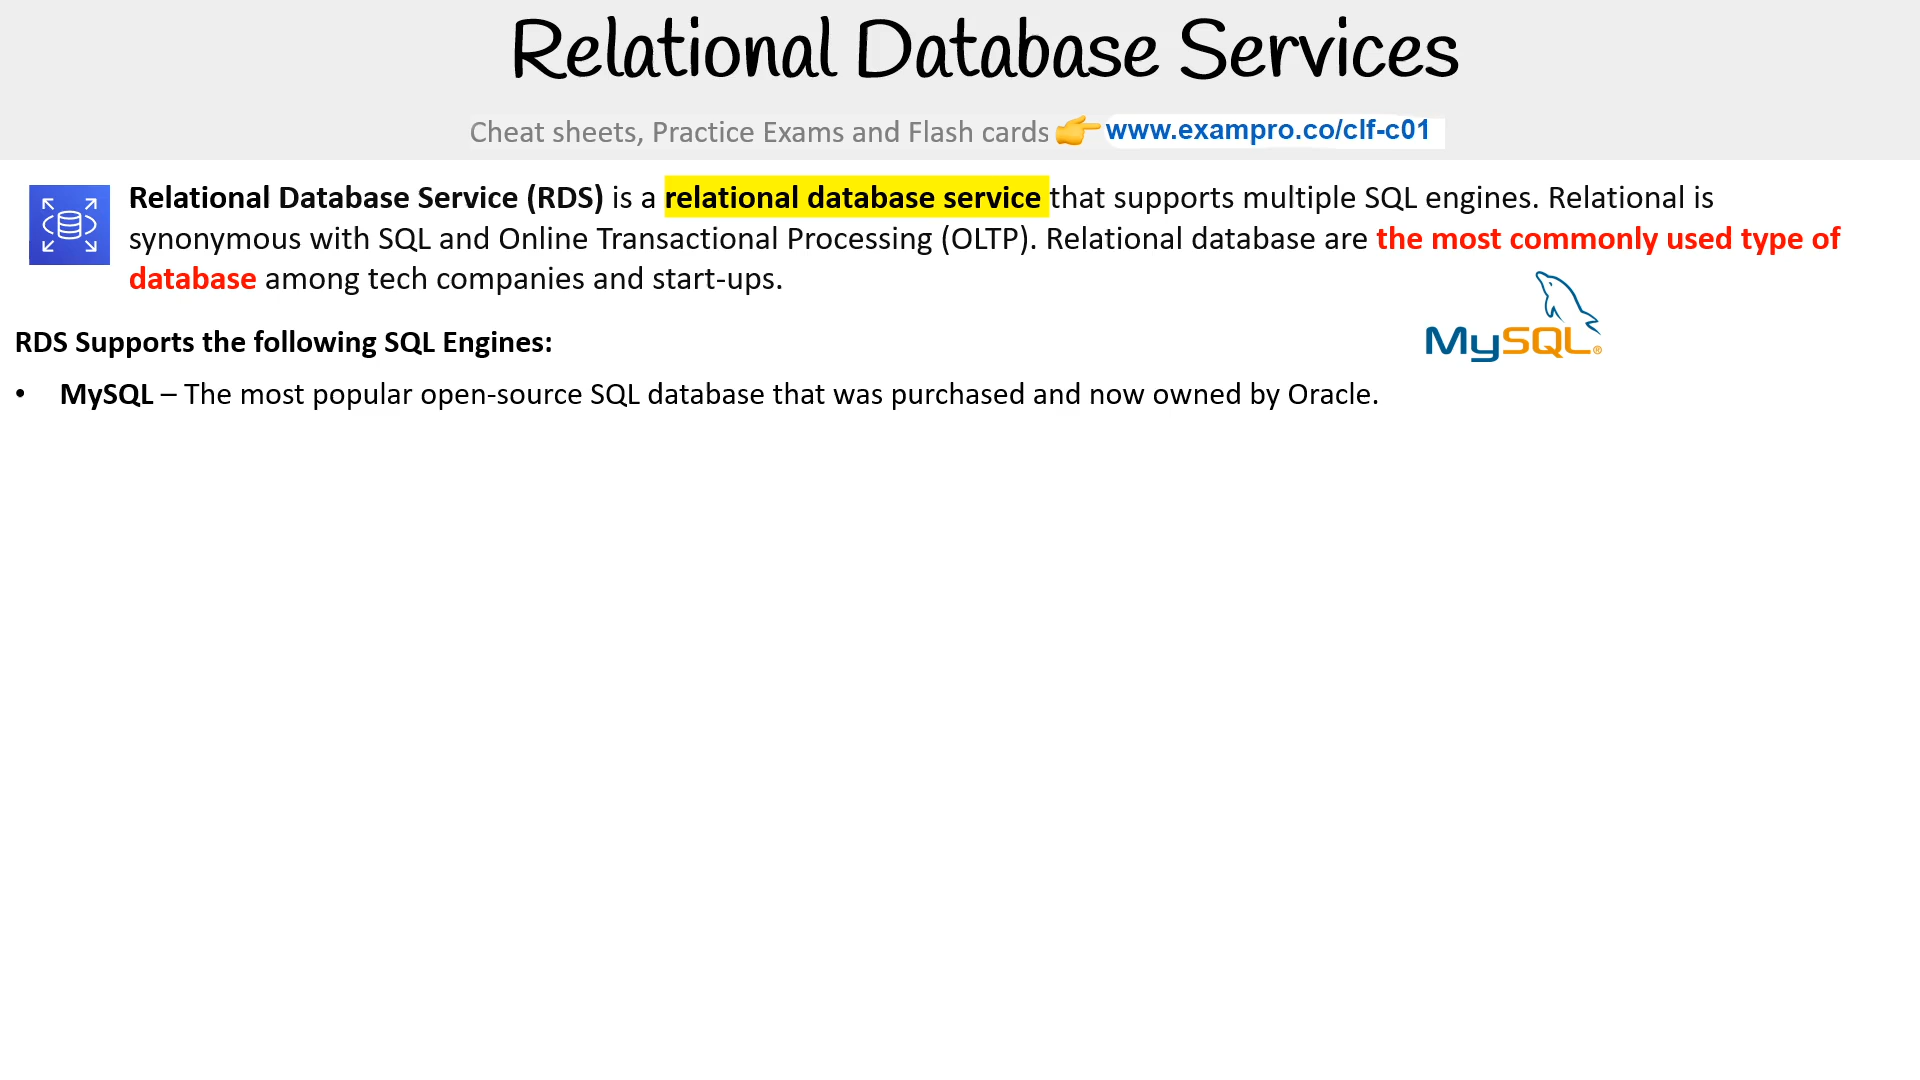 Relational Database Services
Cheat sheets, Practice Exams and Flash cards 👉 www.exampro.co/clf-c01
Relational Database Service (RDS) is a relational database service that supports multiple SQL engines. Relational is
synonymous with SQL and Online Transactional Processing (OLTP). Relational database are the most commonly used type of
database among tech companies and start-ups.
MySQL®
RDS Supports the following SQL Engines:
• MySQL – The most popular open-source SQL database that was purchased and now owned by Oracle.